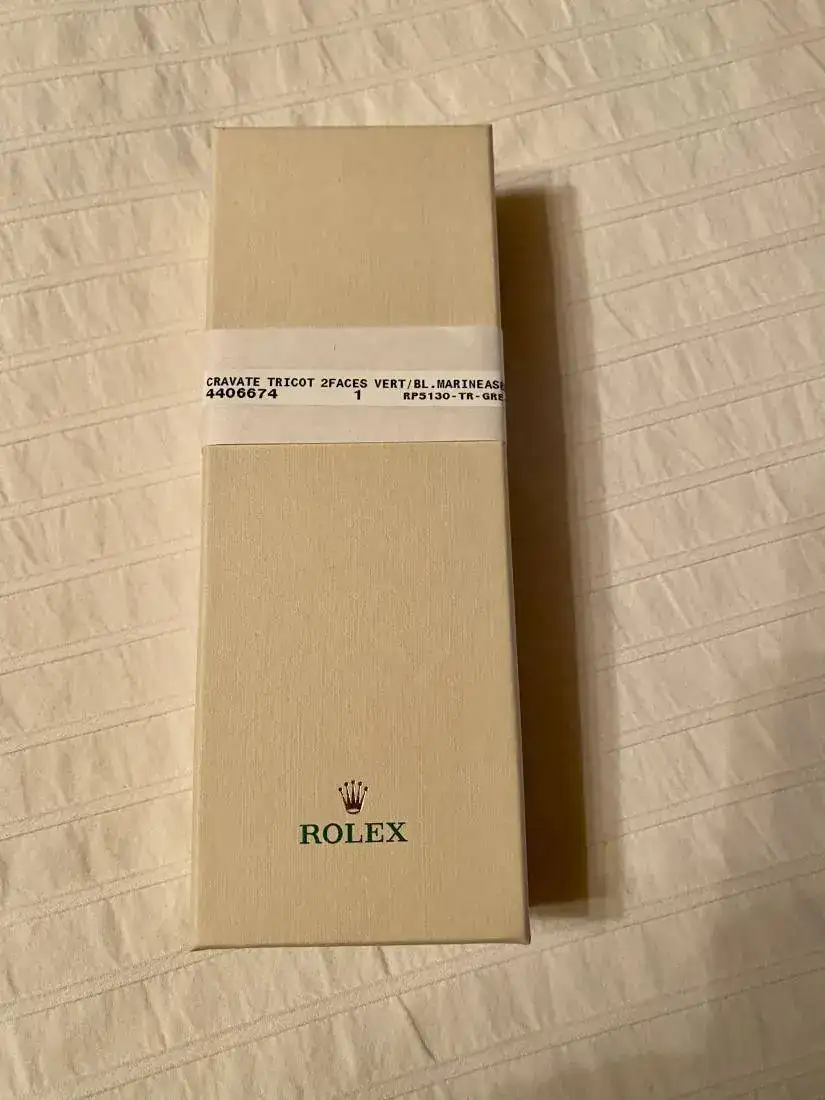 CRAVATE TRICOT 2FACES VERT/BL.MARINEAS
4406674 1 RP5130-TR-GRE
ROLEX